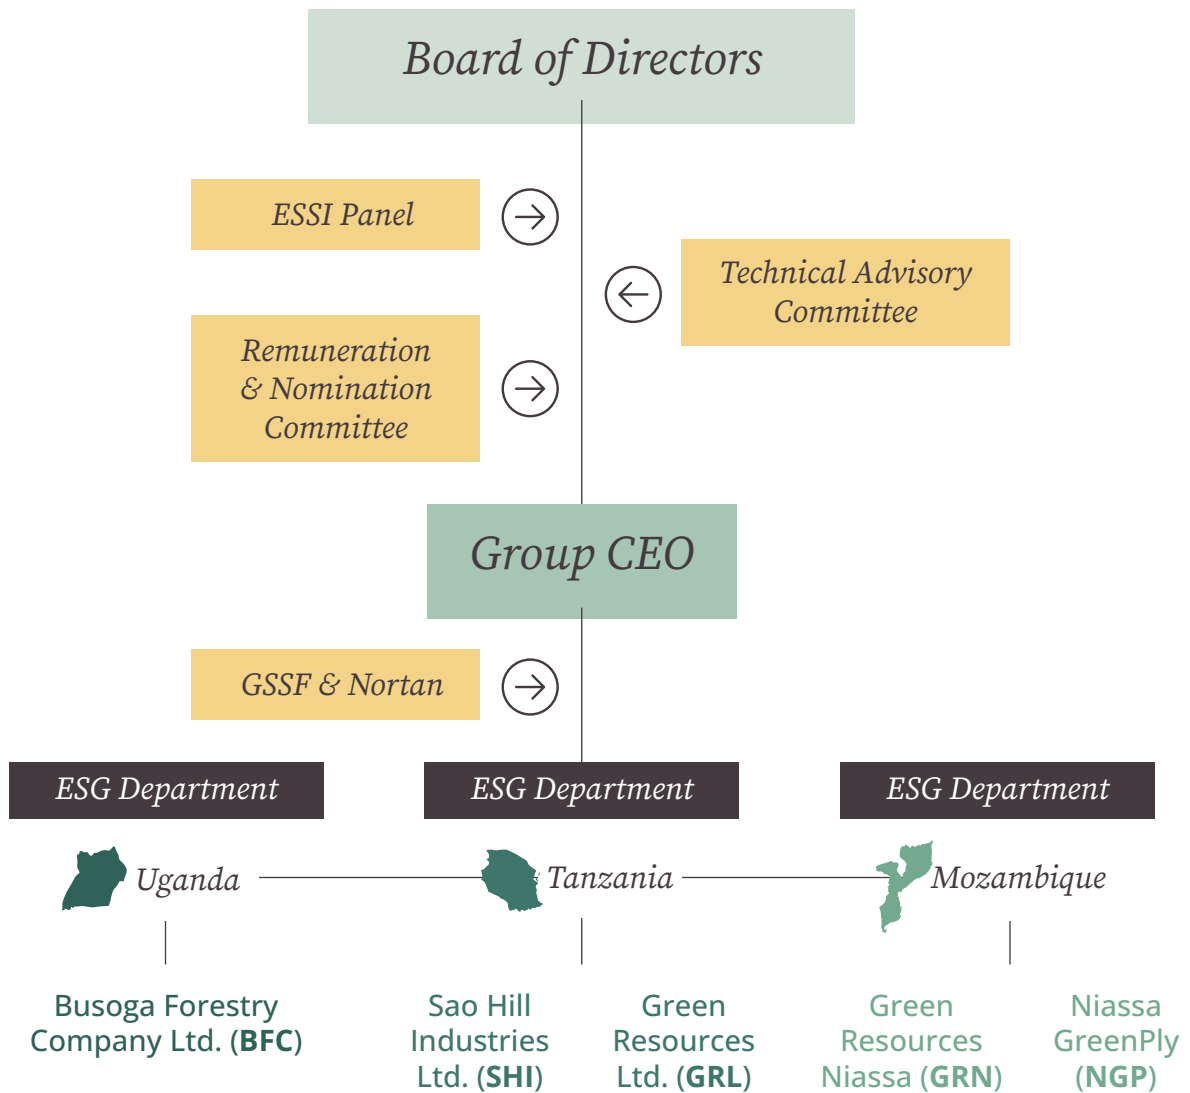 Board of Directors
ESSI Panel
Technical Advisory
Committee
Remuneration
& Nomination
Committee
Group CEO
GSSF & Nortan
ESG Department
ESG Department
ESG Department
Uganda
Tanzania
Mozambique
Busoga Forestry
Company Ltd. (BFC)
Sao Hill
Industries
Ltd. (SHI)
Green
Resources
Ltd. (GRL)
Green
Resources
Niassa (GRN)
Niassa
GreenPly
(NGP)